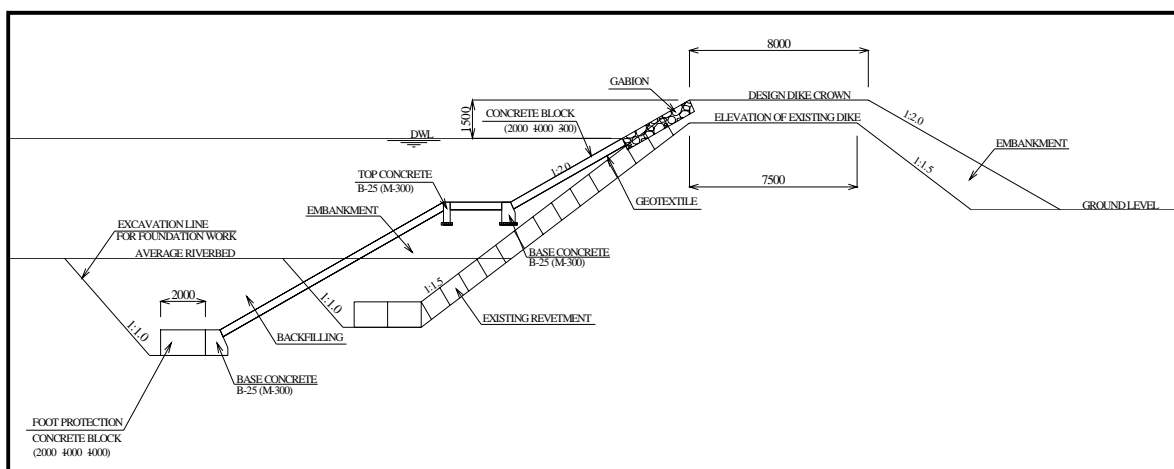 8000
GABION
DESIGN DIKE CROWN
1500
CONCRETE BLOCK
(2000 1000 300)
ELEVATION OF EXISTING DIKE
1:2.0
DWL
EMBANKMENT
1:1.5
1:2.0
TOP CONCRETE
B-25 (M-300)
7500
GEOTEXTILE
GROUND LEVEL
EMBANKMENT
EXCAVATION LINE
FOR FOUNDATION WORK
AVERAGE RIVERBED
BASE CONCRETE
B-25 (M-300)
1:1.5
2000
1:1.0
1:1.0
EXISTING REVETMENT
BACKFILLING
BASE CONCRETE
B-25 (M-300)
FOOT PROTECTION
CONCRETE BLOCK
(2000 1000 1000)